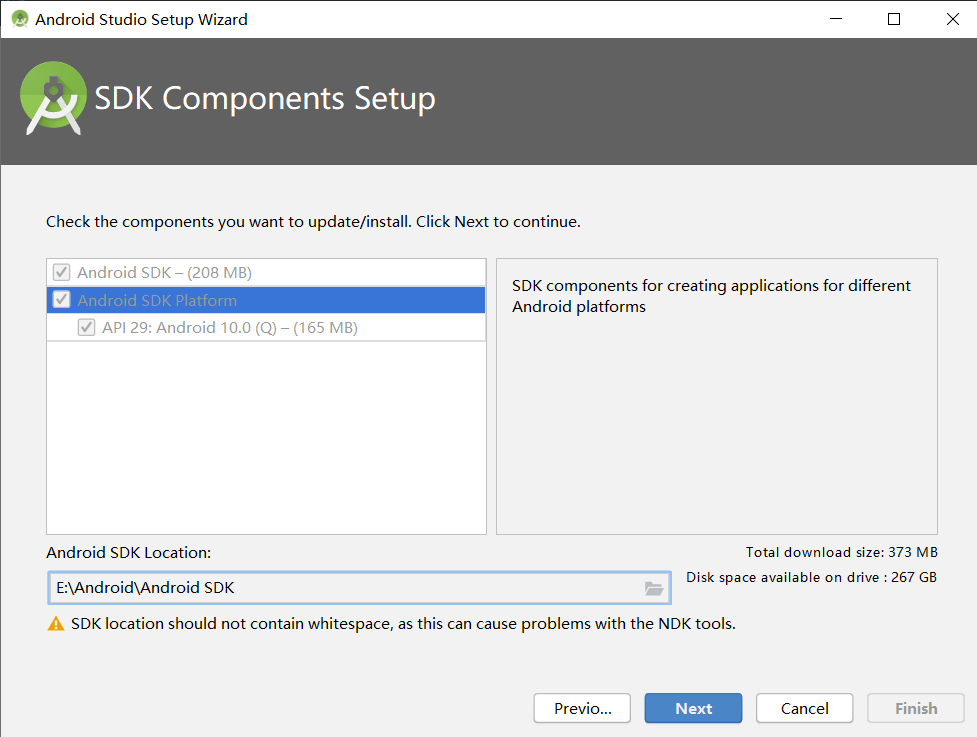 Android Studio Setup Wizard
SDK Components Setup
Check the components you want to update/install. Click Next to continue.
Android SDK – (208 MB)
Android SDK Platform
API 29: Android 10.0 (Q) – (165 MB)
SDK components for creating applications for different
Android platforms
Android SDK Location:
Total download size: 373 MB
E:\Android\Android SDK
Disk space available on drive : 267 GB
SDK location should not contain whitespace, as this can cause problems with the NDK tools.
Previo... Next Cancel Finish